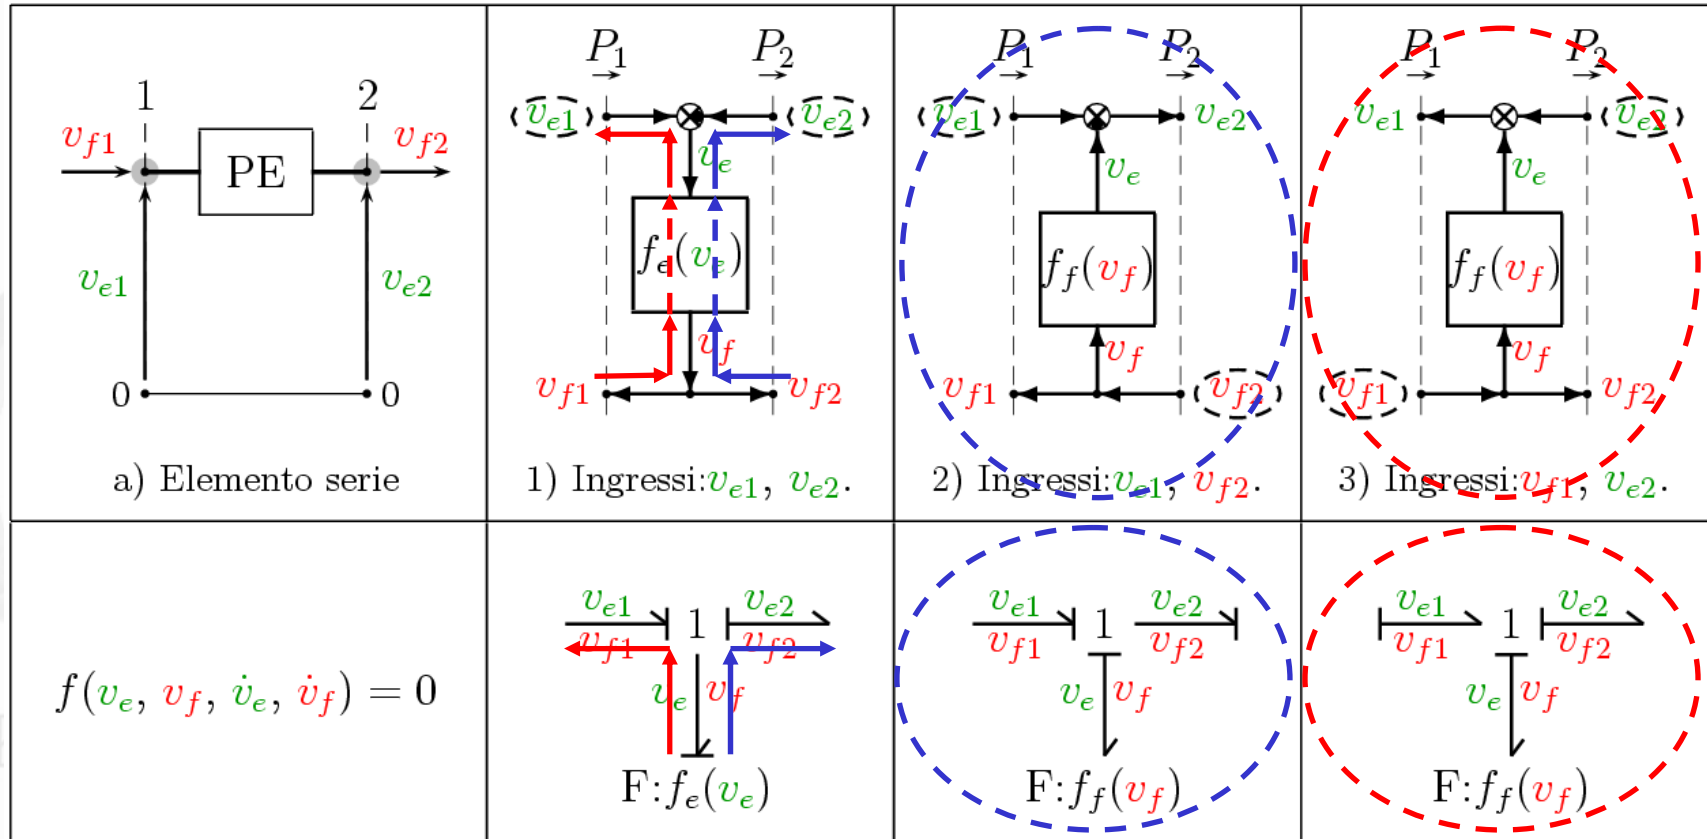 1 2
v_{f1} PE v_{f2}
v_{e1} v_{e2}
0 0
a) Elemento serie
P_1 P_2
v_{e1} v_{e2}
v_e
f_e(v_e)
v_f
v_{f1} v_{f2}
1) Ingressi: v_{e1}, v_{e2}.
P_1 P_2
v_{e1} v_{e2}
v_e
f_f(v_f)
v_f
v_{f1} v_{f2}
2) Ingressi: v_{e1}, v_{f2}.
P_1 P_2
v_{e1} v_{e2}
v_e
f_f(v_f)
v_f
v_{f1} v_{f2}
3) Ingressi: v_{f1}, v_{e2}.
f(v_e, v_f, \dot{v}_e, \dot{v}_f) = 0
v_{e1} v_{e2}
1
v_{f1} v_{f2}
v_e v_f
F: f_e(v_e)
v_{e1} v_{e2}
1
v_{f1} v_{f2}
v_e v_f
F: f_f(v_f)
v_{e1} v_{e2}
1
v_{f1} v_{f2}
v_e v_f
F: f_f(v_f)